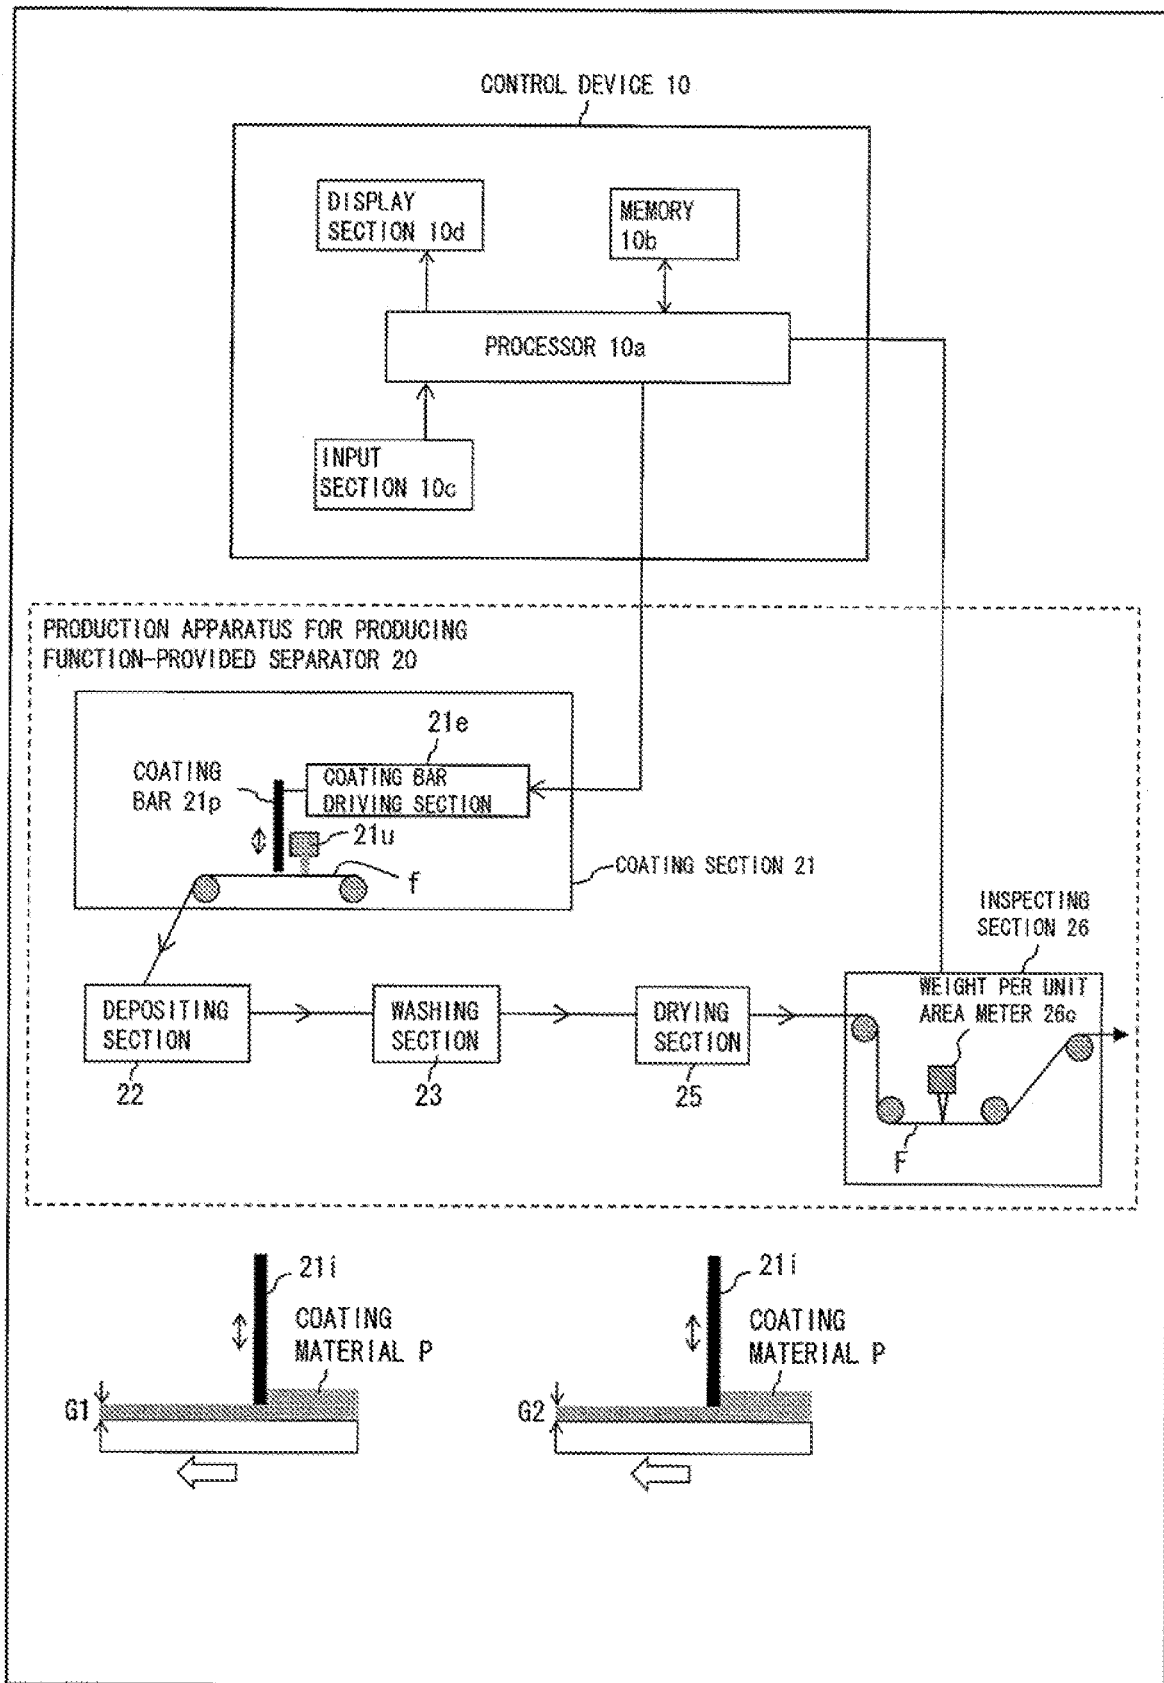 CONTROL DEVICE 10
DISPLAY
SECTION 10d
MEMORY
10b
PROCESSOR 10a
INPUT
SECTION 10c
PRODUCTION APPARATUS FOR PRODUCING
FUNCTION-PROVIDED SEPARATOR 20
21e
COATING
BAR 21p
COATING BAR
DRIVING SECTION
21u
f
COATING SECTION 21
INSPECTING
SECTION 26
WEIGHT PER UNIT
AREA METER 26c
DEPOSITING
SECTION
22
WASHING
SECTION
23
DRYING
SECTION
25
F
21i
COATING
MATERIAL P
G1
21i
COATING
MATERIAL P
G2